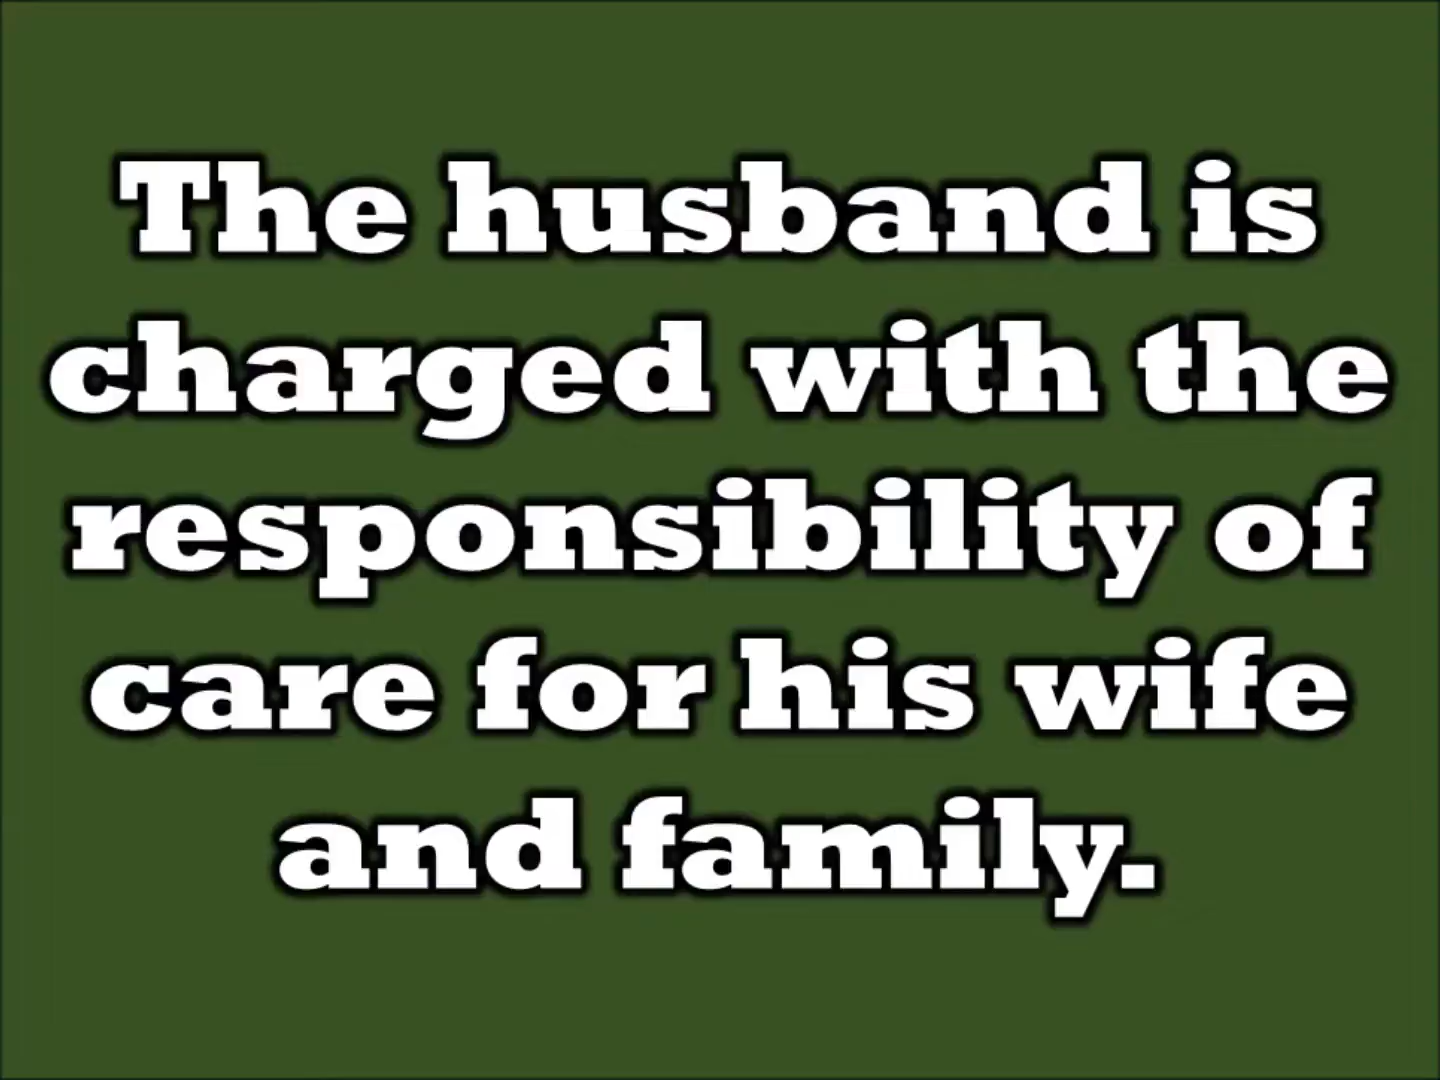 The husband is
charged with the
responsibility of
care for his wife
and family.